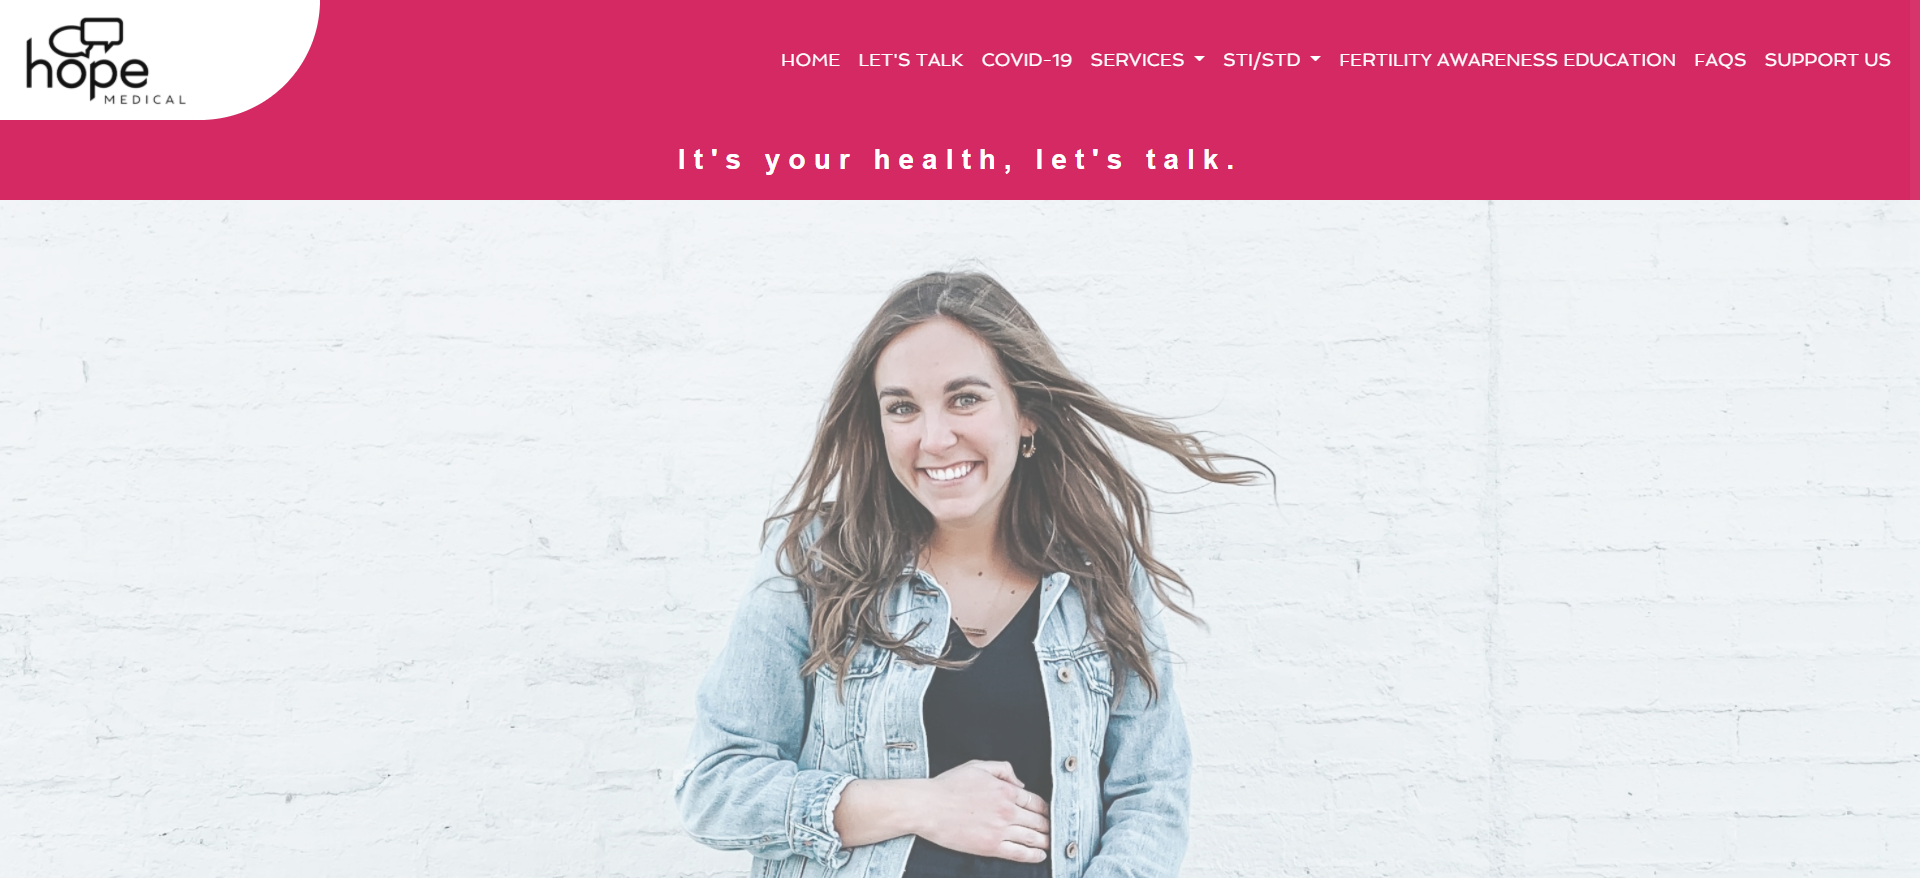 hope
MEDICAL
HOME LET'S TALK COVID-19 SERVICES STI/STD FERTILITY AWARENESS EDUCATION FAQS SUPPORT US
It's your health, let's talk.